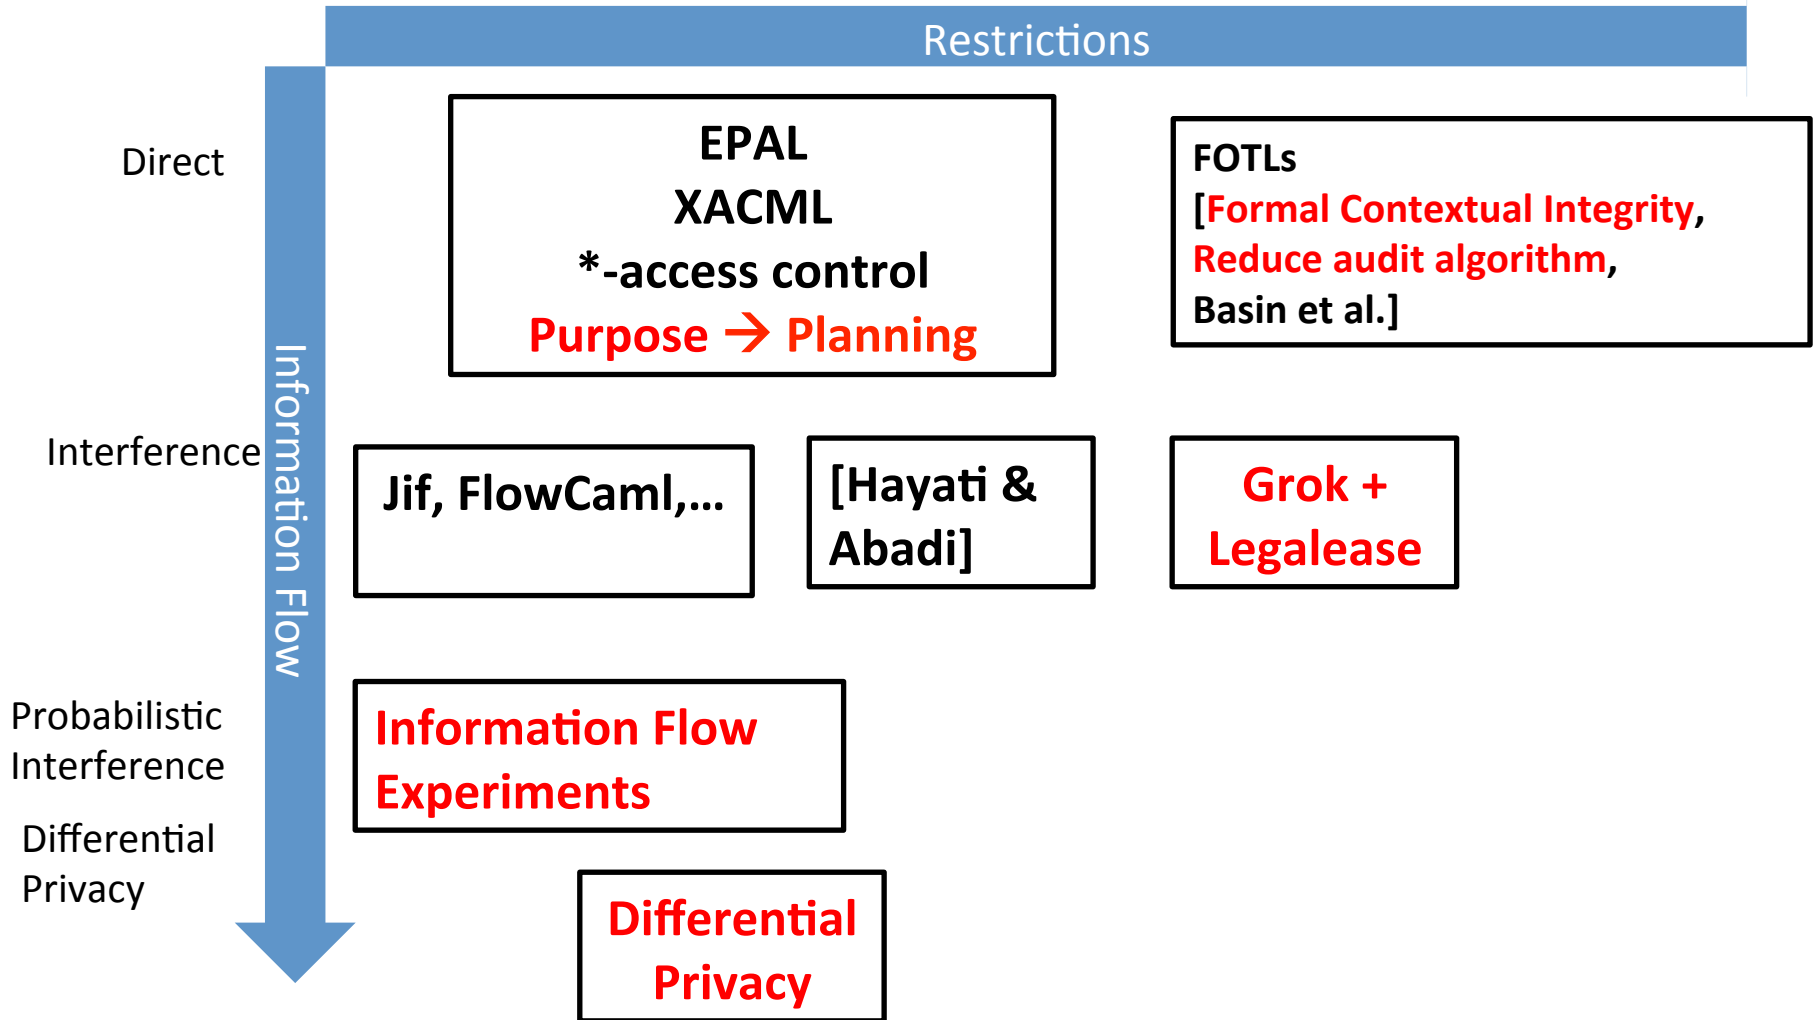 Restrictions
Information Flow
Direct
EPAL
XACML
*-access control
Purpose → Planning
FOTLs
[Formal Contextual Integrity,
Reduce audit algorithm,
Basin et al.]
Interference
Jif, FlowCaml,...
[Hayati &
Abadi]
Grok +
Legalease
Probabilistic
Interference
Information Flow
Experiments
Differential
Privacy
Differential
Privacy